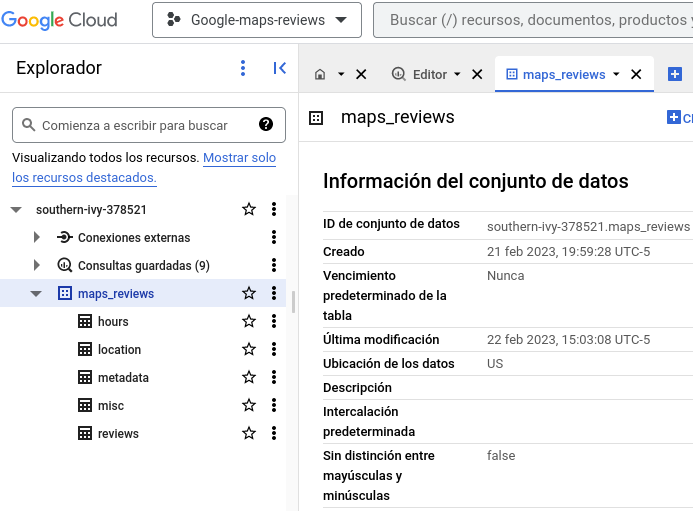 Google Cloud
Google-maps-reviews
Buscar (/) recursos, documentos, productos y
Explorador
Editor
maps_reviews
Comienza a escribir para buscar
Visualizando todos los recursos. Mostrar solo
los recursos destacados.
southern-ivy-378521
Conexiones externas
Consultas guardadas (9)
maps_reviews
hours
location
metadata
misc
reviews
maps_reviews
Información del conjunto de datos
ID de conjunto de datos southern-ivy-378521.maps_reviews
Creado 21 feb 2023, 19:59:28 UTC-5
Vencimiento Nunca
predeterminado de la
tabla
Última modificación 22 feb 2023, 15:03:08 UTC-5
Ubicación de los datos US
Descripción
Intercalación
predeterminada
Sin distinción entre false
mayúsculas y
minúsculas